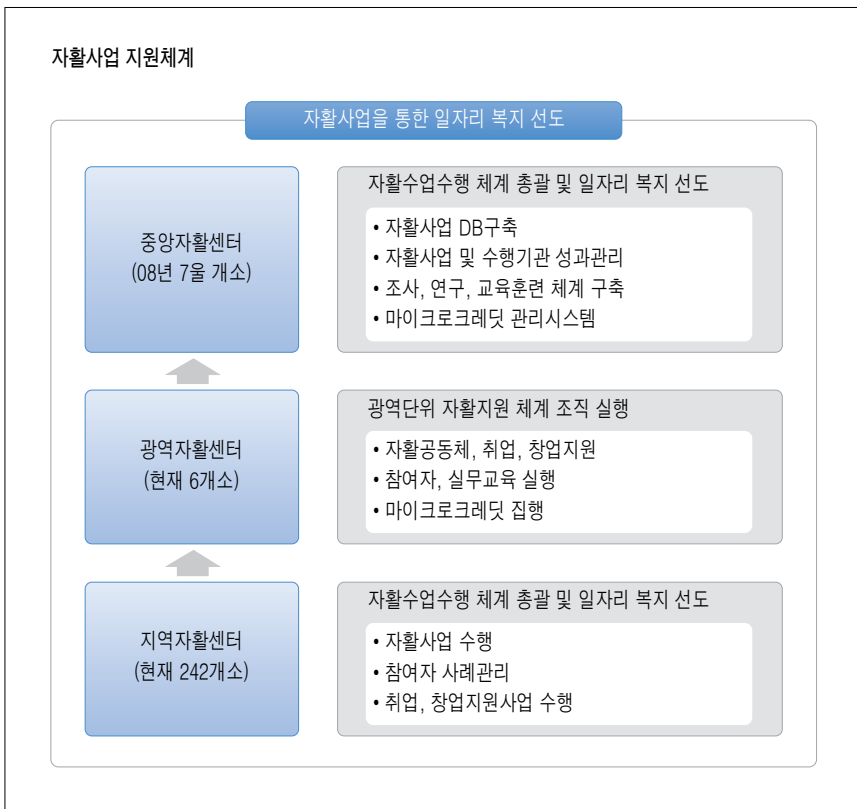 자활사업 지원체계
자활사업을 통한 일자리 복지 선도
중앙자활센터
(08년 7울 개소)
자활수업수행 체계 총괄 및 일자리 복지 선도
• 자활사업 DB구축
• 자활사업 및 수행기관 성과관리
• 조사, 연구, 교육훈련 체계 구축
• 마이크로크레딧 관리시스템
광역자활센터
(현재 6개소)
광역단위 자활지원 체계 조직 실행
• 자활공동체, 취업, 창업지원
• 참여자, 실무교육 실행
• 마이크로크레딧 집행
지역자활센터
(현재 242개소)
자활수업수행 체계 총괄 및 일자리 복지 선도
• 자활사업 수행
• 참여자 사례관리
• 취업, 창업지원사업 수행